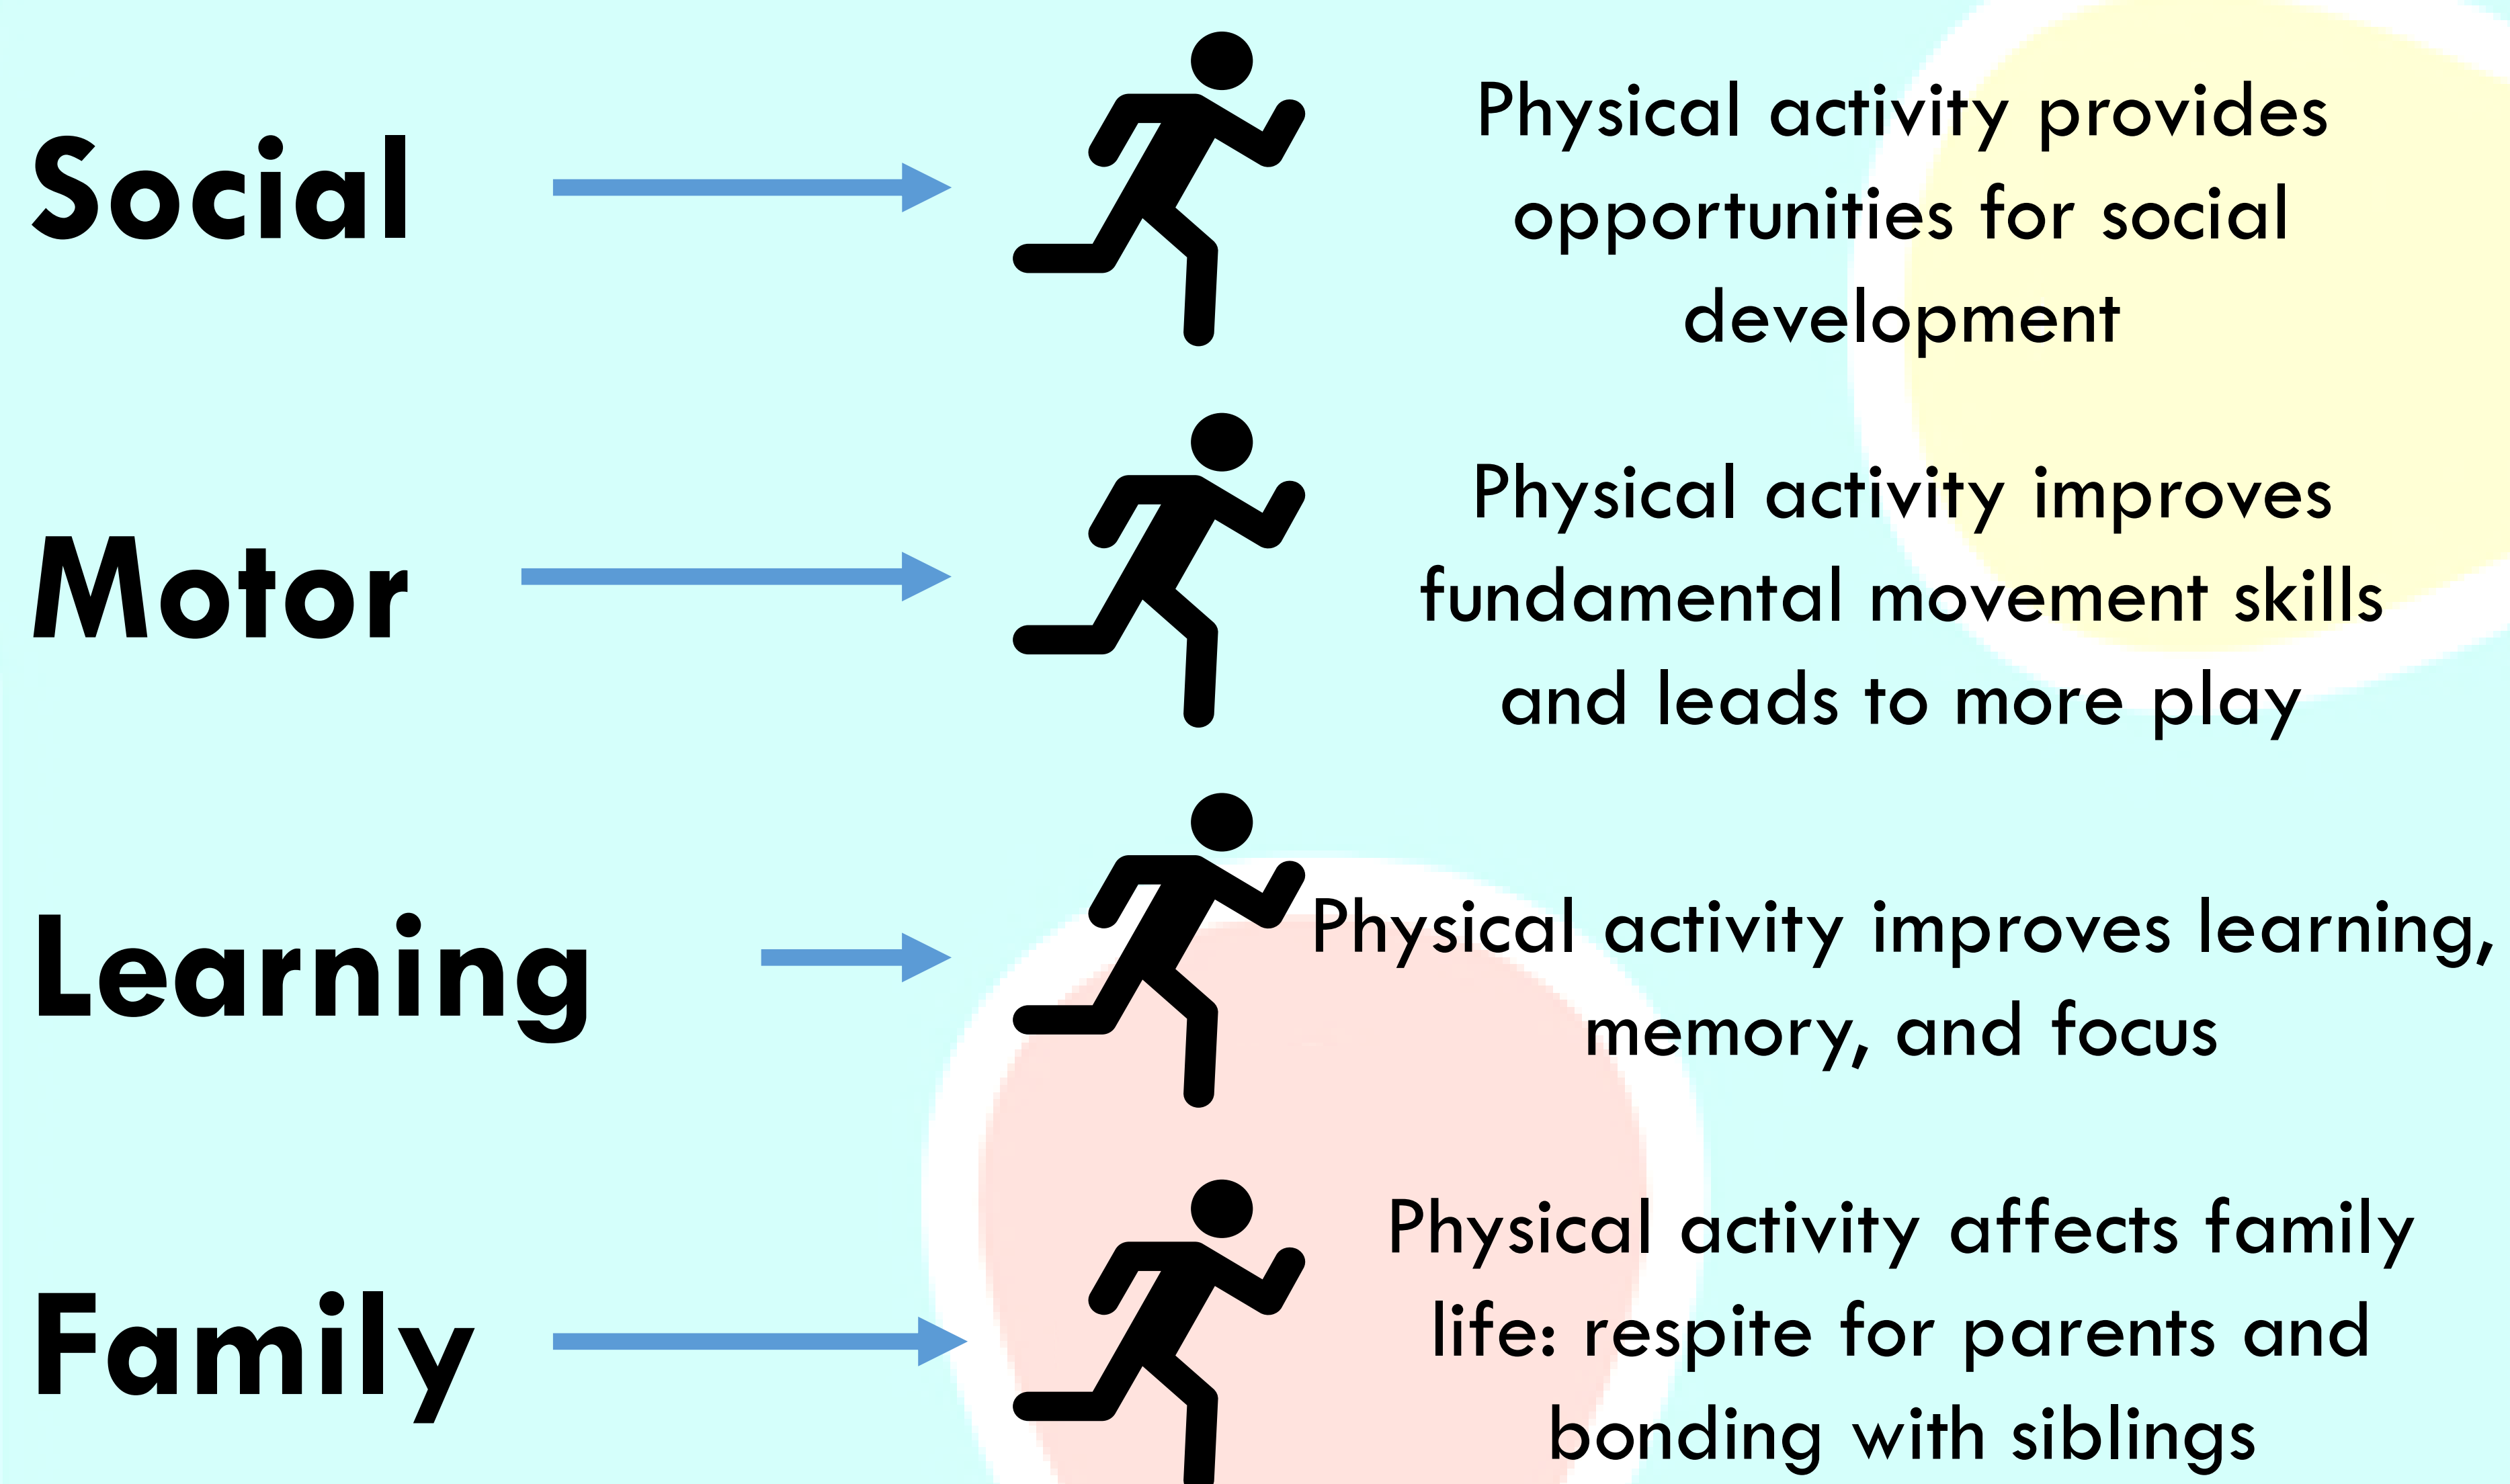 Social
Physical activity provides
opportunities for social
development
Motor
Physical activity improves
fundamental movement skills
and leads to more play
Learning
Physical activity improves learning,
memory, and focus
Family
Physical activity affects family
life: respite for parents and
bonding with siblings